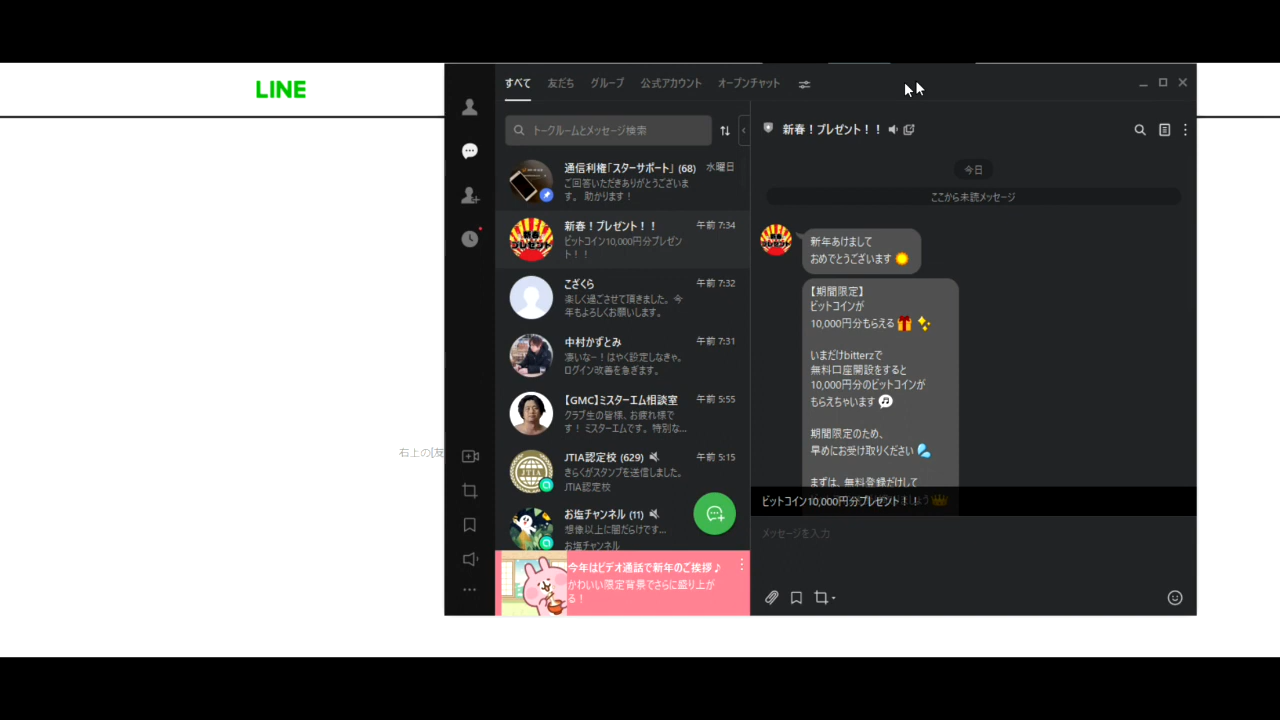 LINE
すべて 友だち グループ 公式アカウント オープンチャット
トークルームとメッセージ検索
通信利権「スターサポート」 (68) 水曜日
ご回答いただきありがとうございま
す。 助かります！
新春！プレゼント！！ 午前 7:34
ビットコイン10,000円分プレゼン
ト！！
こざくら 午前 7:32
楽しく過ごさせて頂きました。今
年もよろしくお願いします。
中村かずとみ 午前 7:31
凄いなー！はやく設定しなきゃ。
ログイン改善を急ぎます。
【GMC】ミスターエム相談室 午前 5:55
クラブ生の皆様、お疲れ様で
す！ ミスターエムです。 特別な...
JTIA認定校 (629) 午前 5:15
きらくがスタンプを送信しました。
JTIA認定校
お塩チャンネル (11)
想像以上に闇だらけです...
お塩チャンネル
今年はビデオ通話で新年のご挨拶♪
かわいい限定背景でさらに盛り上が
る！
右上の[友
新春！プレゼント！！
今日
ここから未読メッセージ
新春
プレゼント
新年あけまして
おめでとうございます
【期間限定】
ビットコインが
10,000円分もらえる
いまだけbitterzで
無料口座開設をすると
10,000円分のビットコインが
もらえちゃいます
期間限定のため、
早めにお受け取りください
まずは、無料登録だけして
ビットコイン10,000円分プレゼント！！
メッセージを入力